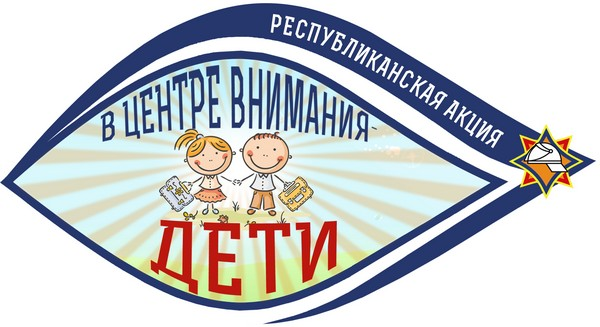 РЕСПУБЛИКАНСКАЯ АКЦИЯ
В ЦЕНТРЕ ВНИМАНИЯ-
ДЕТИ